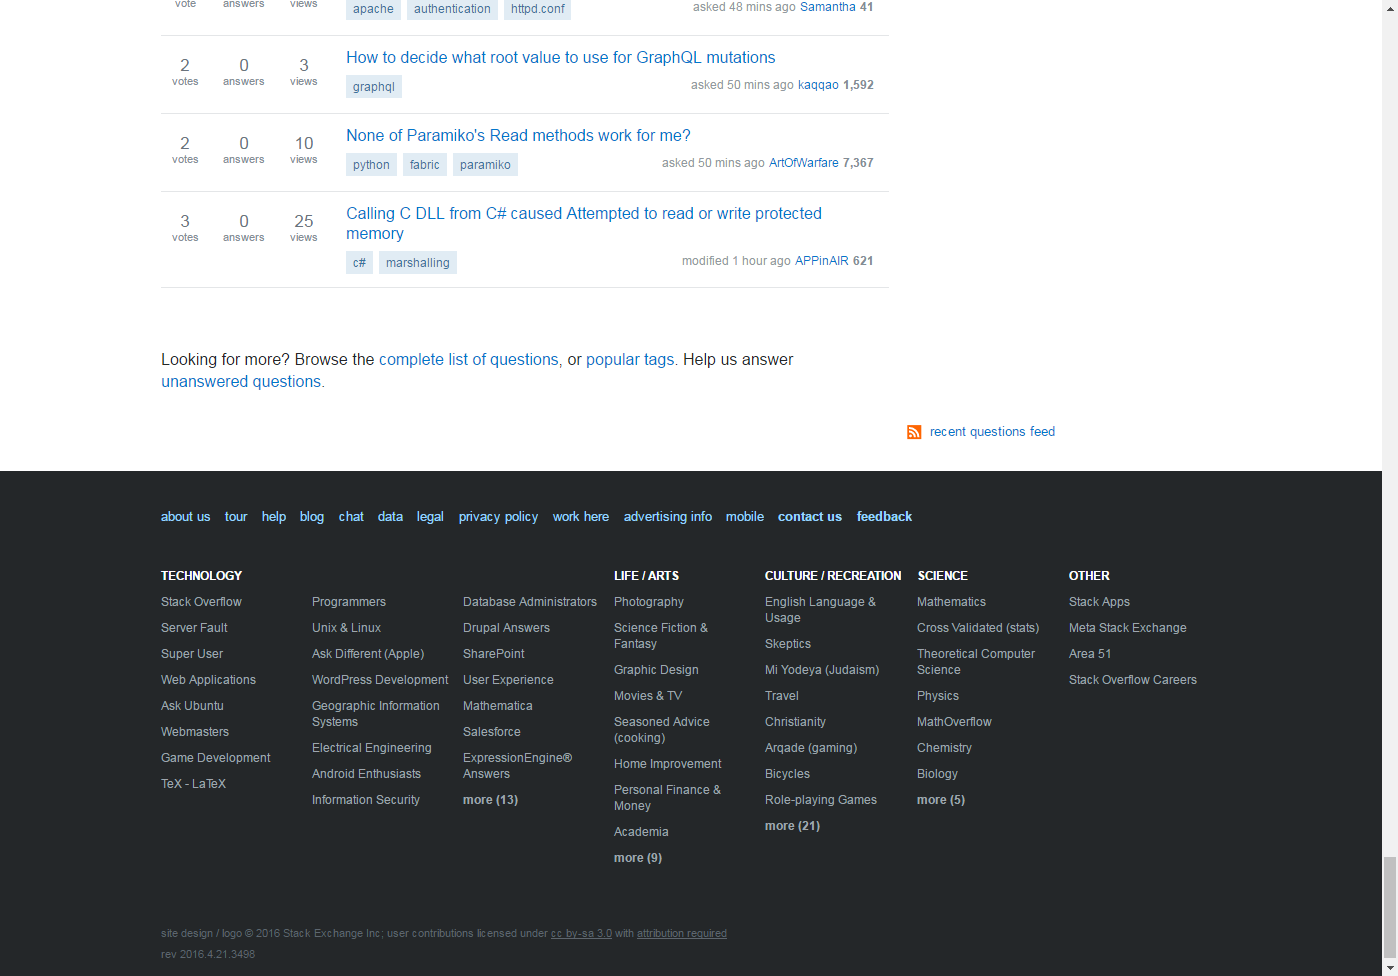 vote answers views
apache authentication httpd.conf asked 48 mins ago Samantha 41
2 0 3 How to decide what root value to use for GraphQL mutations
votes answers views graphql asked 50 mins ago kaqqao 1,592
2 0 10 None of Paramiko's Read methods work for me?
votes answers views python fabric paramiko asked 50 mins ago ArtOfWarfare 7,367
3 0 25 Calling C DLL from C# caused Attempted to read or write protected
votes answers views memory
c# marshalling modified 1 hour ago APPinAIR 621
Looking for more? Browse the complete list of questions, or popular tags. Help us answer
unanswered questions.
recent questions feed
about us tour help blog chat data legal privacy policy work here advertising info mobile contact us feedback
TECHNOLOGY
Stack Overflow
Server Fault
Super User
Web Applications
Ask Ubuntu
Webmasters
Game Development
TeX - LaTeX
Programmers
Unix & Linux
Ask Different (Apple)
WordPress Development
Geographic Information
Systems
Electrical Engineering
Android Enthusiasts
Information Security
Database Administrators
Drupal Answers
SharePoint
User Experience
Mathematica
Salesforce
ExpressionEngine®
Answers
more (13)
LIFE / ARTS
Photography
Science Fiction &
Fantasy
Graphic Design
Movies & TV
Seasoned Advice
(cooking)
Home Improvement
Personal Finance &
Money
Academia
more (9)
CULTURE / RECREATION
English Language &
Usage
Skeptics
Mi Yodeya (Judaism)
Travel
Christianity
Arqade (gaming)
Bicycles
Role-playing Games
more (21)
SCIENCE
Mathematics
Cross Validated (stats)
Theoretical Computer
Science
Physics
MathOverflow
Chemistry
Biology
more (5)
OTHER
Stack Apps
Meta Stack Exchange
Area 51
Stack Overflow Careers
site design / logo © 2016 Stack Exchange Inc; user contributions licensed under cc by-sa 3.0 with attribution required
rev 2016.4.21.3498